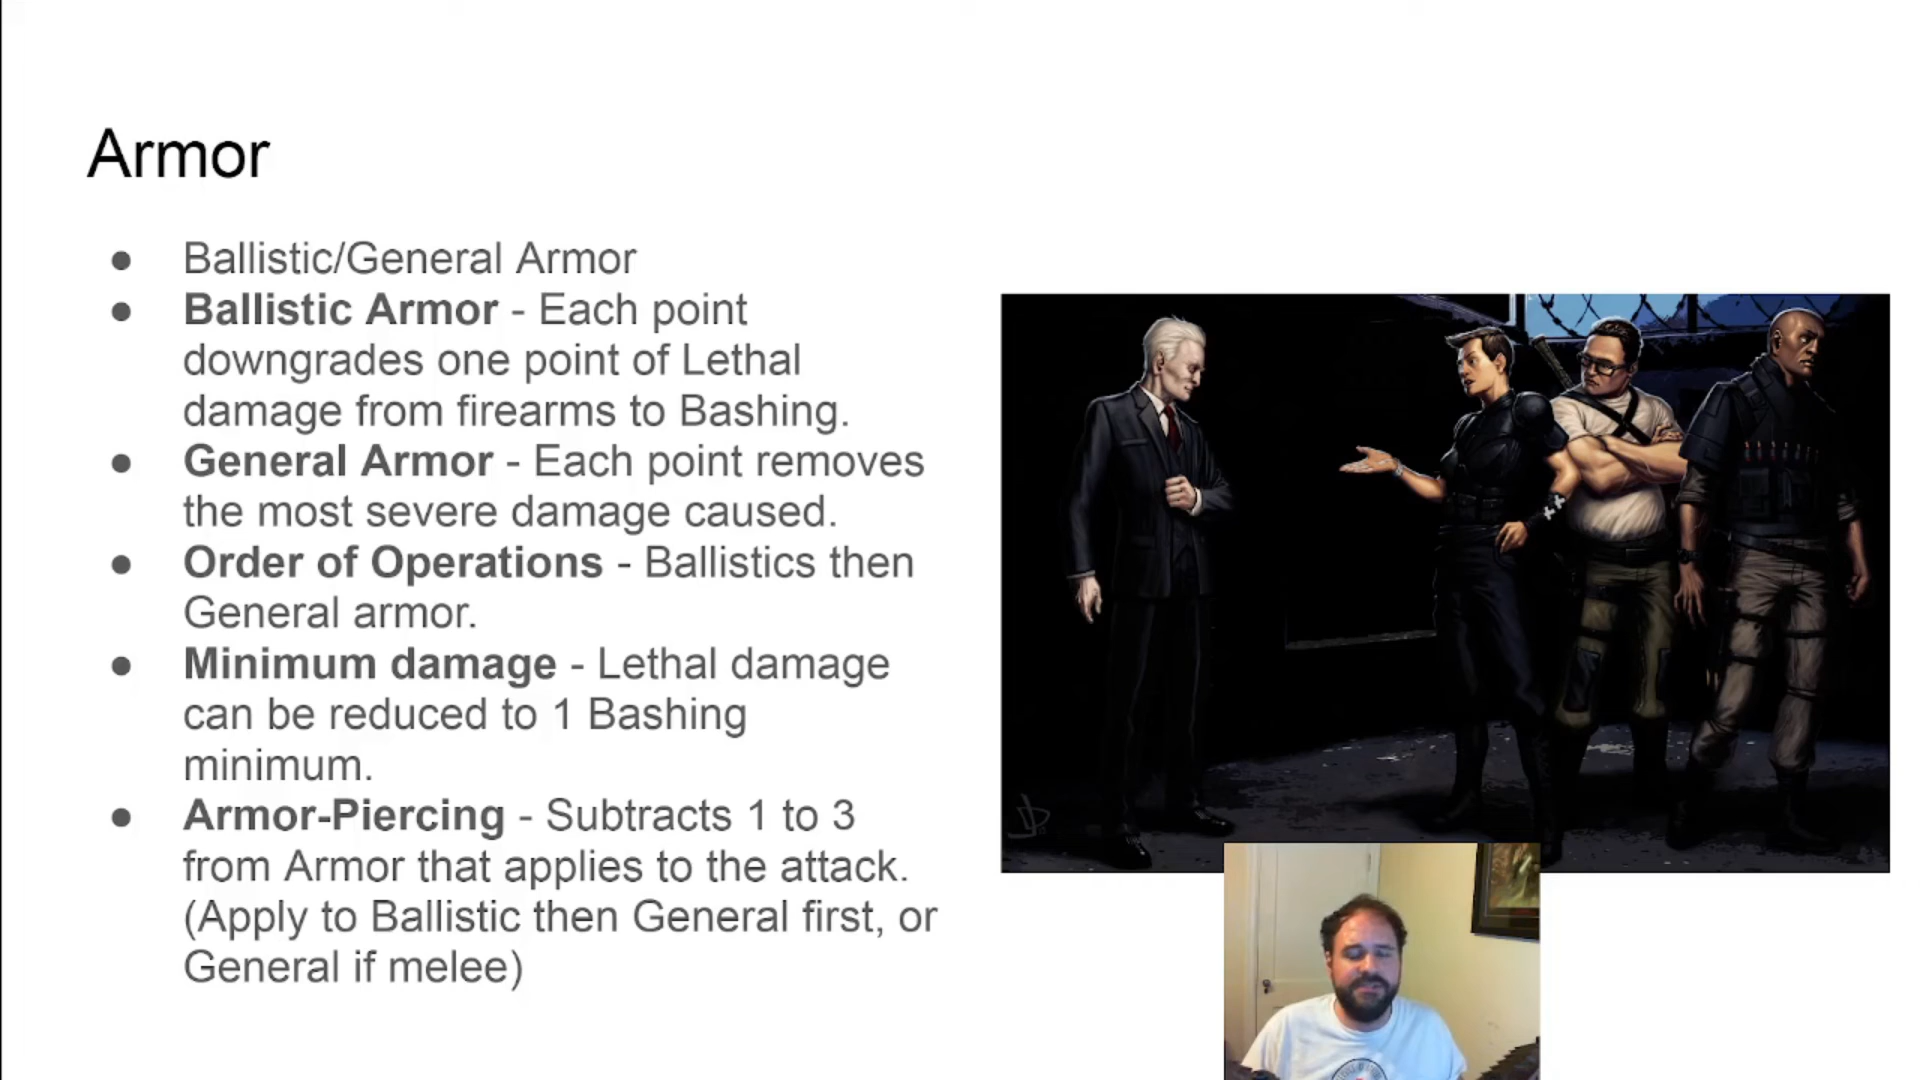 Armor
● Ballistic/General Armor
● Ballistic Armor - Each point
downgrades one point of Lethal
damage from firearms to Bashing.
● General Armor - Each point removes
the most severe damage caused.
● Order of Operations - Ballistics then
General armor.
● Minimum damage - Lethal damage
can be reduced to 1 Bashing
minimum.
● Armor-Piercing - Subtracts 1 to 3
from Armor that applies to the attack.
(Apply to Ballistic then General first, or
General if melee)